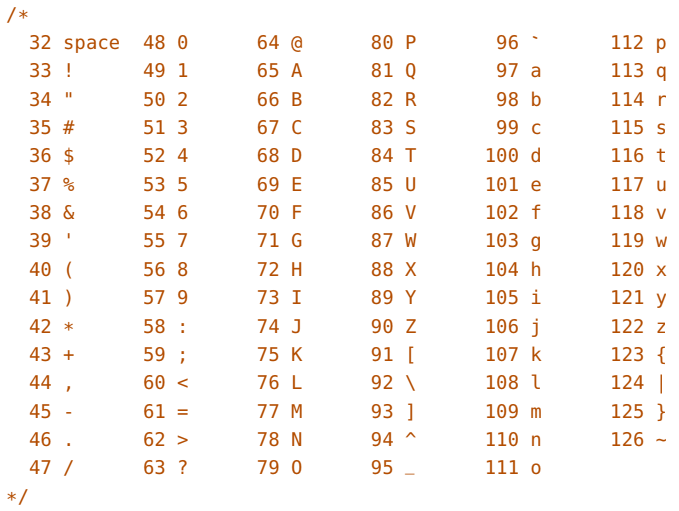 /*
  32 space  48 0      64 @      80 P       96 `      112 p
  33 !      49 1      65 A      81 Q       97 a      113 q
  34 "      50 2      66 B      82 R       98 b      114 r
  35 #      51 3      67 C      83 S       99 c      115 s
  36 $      52 4      68 D      84 T      100 d      116 t
  37 %      53 5      69 E      85 U      101 e      117 u
  38 &      54 6      70 F      86 V      102 f      118 v
  39 '      55 7      71 G      87 W      103 g      119 w
  40 (      56 8      72 H      88 X      104 h      120 x
  41 )      57 9      73 I      89 Y      105 i      121 y
  42 *      58 :      74 J      90 Z      106 j      122 z
  43 +      59 ;      75 K      91 [      107 k      123 {
  44 ,      60 <      76 L      92 \      108 l      124 |
  45 -      61 =      77 M      93 ]      109 m      125 }
  46 .      62 >      78 N      94 ^      110 n      126 ~
  47 /      63 ?      79 O      95 _      111 o
*/